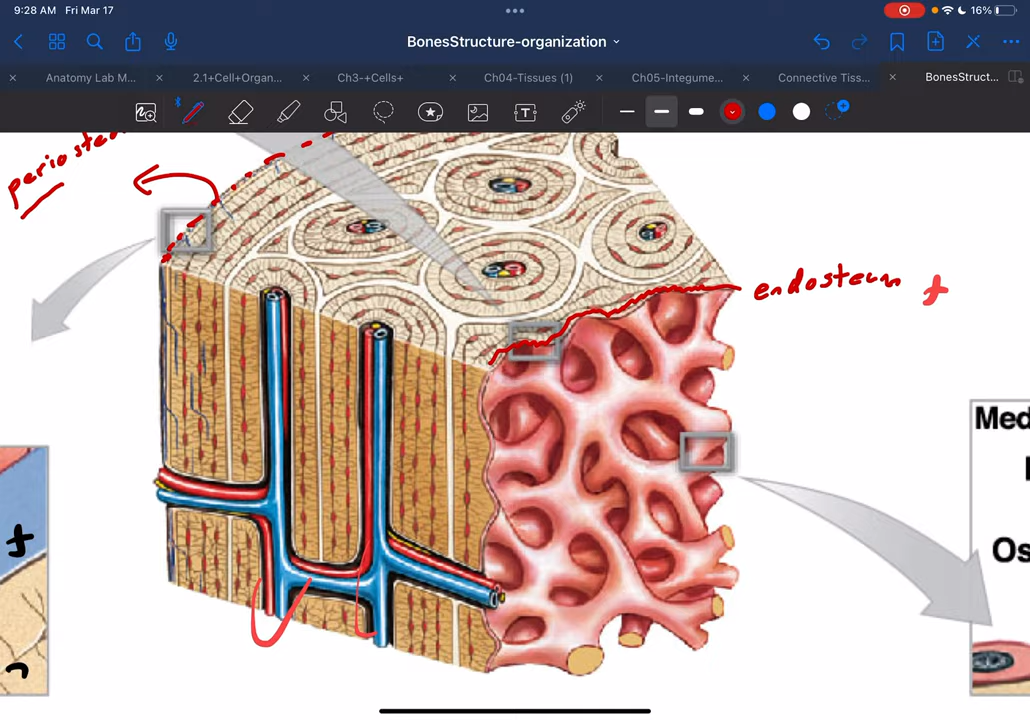 9:28 AM Fri Mar 17
16%
BonesStructure-organization
Anatomy Lab M...
2.1+Cell+Organ...
Ch3-+Cells+
Ch04-Tissues (1)
Ch05-Integume...
Connective Tiss...
BonesStruct...
T
periosteu
endosteum +
Med
Os